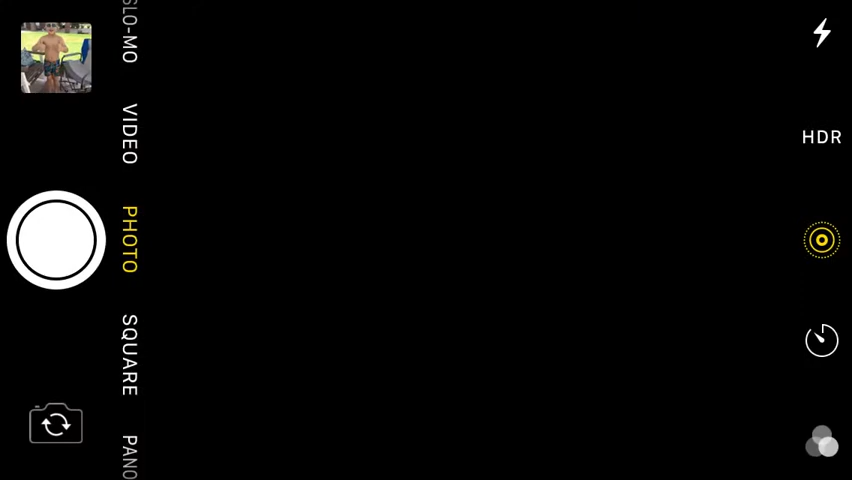 SLO-MO
VIDEO
PHOTO
SQUARE
PANO
HDR